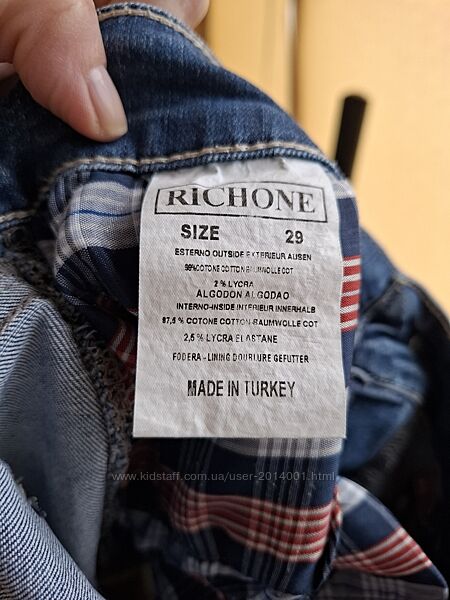 RICHONE
SIZE 29
ESTERNO OUTSIDE EXTERIEUR AUSEN
98%COTONE COTTON BAUMWOLLE COT
2 % LYCRA
ALGODON ALGODAO
INTERNO-INSIDE INTERIEUR INNERHALB
87,5 % COTONE COTTON BAUMWOLLE COT
2,5 % LYCRA ELASTANE
FODERA - LINING DOUBLURE GEFUTTER
MADE IN TURKEY
www.kidstaff.com.ua/user-2014001.html